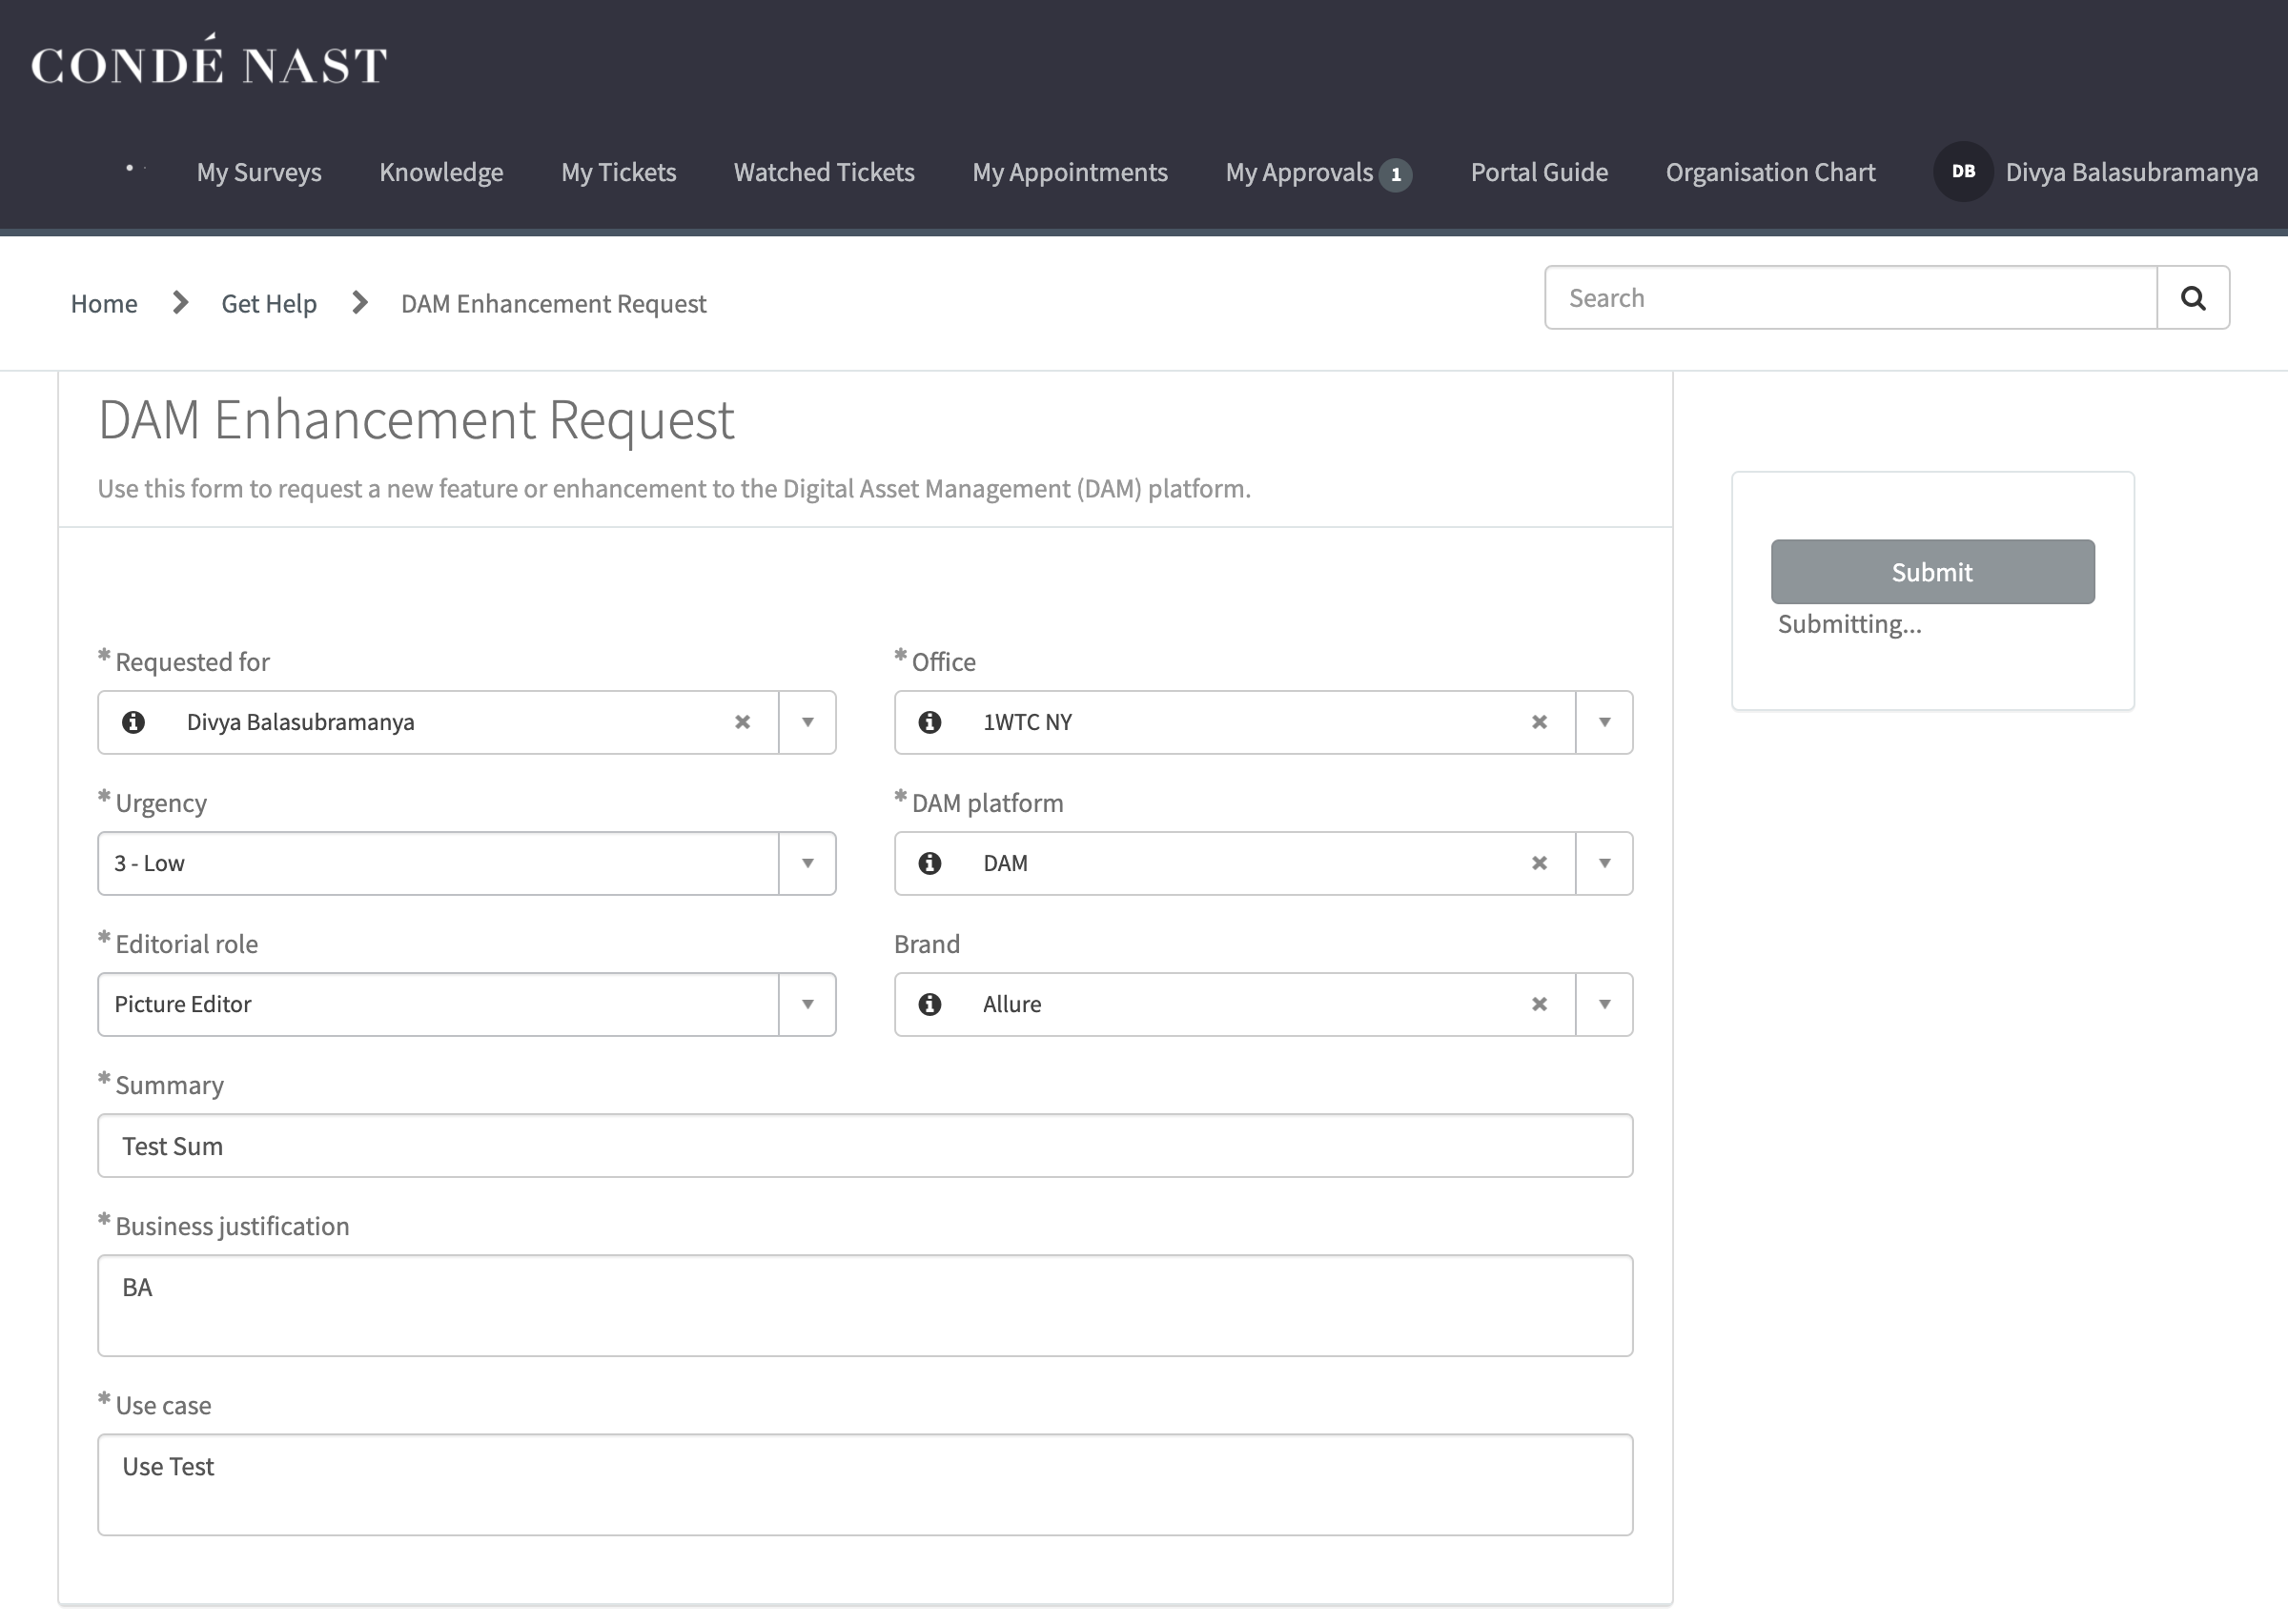 CONDÉ NAST
My Surveys Knowledge My Tickets Watched Tickets My Appointments My Approvals 1 Portal Guide Organisation Chart DB Divya Balasubramanya
Home Get Help DAM Enhancement Request
Search
DAM Enhancement Request
Use this form to request a new feature or enhancement to the Digital Asset Management (DAM) platform.
Submit
Submitting...
* Requested for
Divya Balasubramanya
* Office
1WTC NY
* Urgency
3 - Low
* DAM platform
DAM
* Editorial role
Picture Editor
Brand
Allure
* Summary
Test Sum
* Business justification
BA
* Use case
Use Test